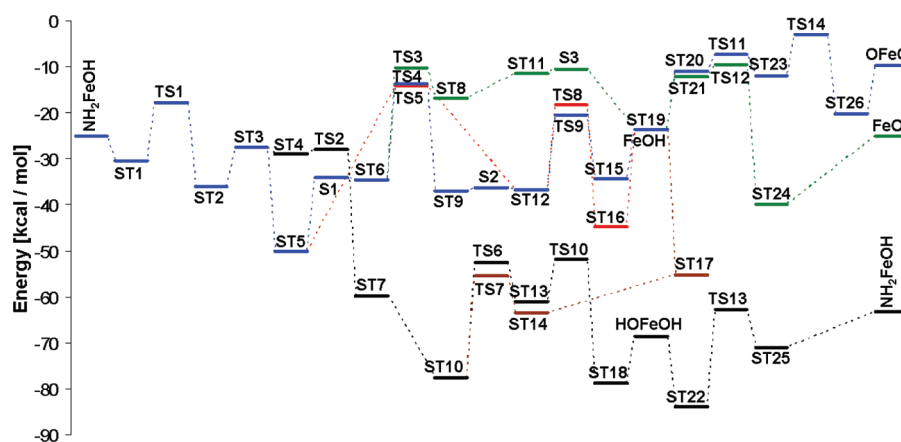 0
-10
-20
-30
-40
-50
-60
-70
-80
-90
Energy [kcal / mol]
NH2FeOH
ST1
TS1
ST2
ST3
ST4
ST5
TS2
S1
ST6
ST7
TS3
TS4
TS5
ST8
ST9
ST10
S2
TS6
TS7
ST11
ST12
ST13
ST14
S3
TS8
TS9
TS10
ST15
ST16
ST18
ST19
FeOH
HOFeOH
ST20
ST21
ST17
ST22
TS11
TS12
TS13
ST23
ST24
ST25
TS14
ST26
OFeO
FeO
NH2FeOH